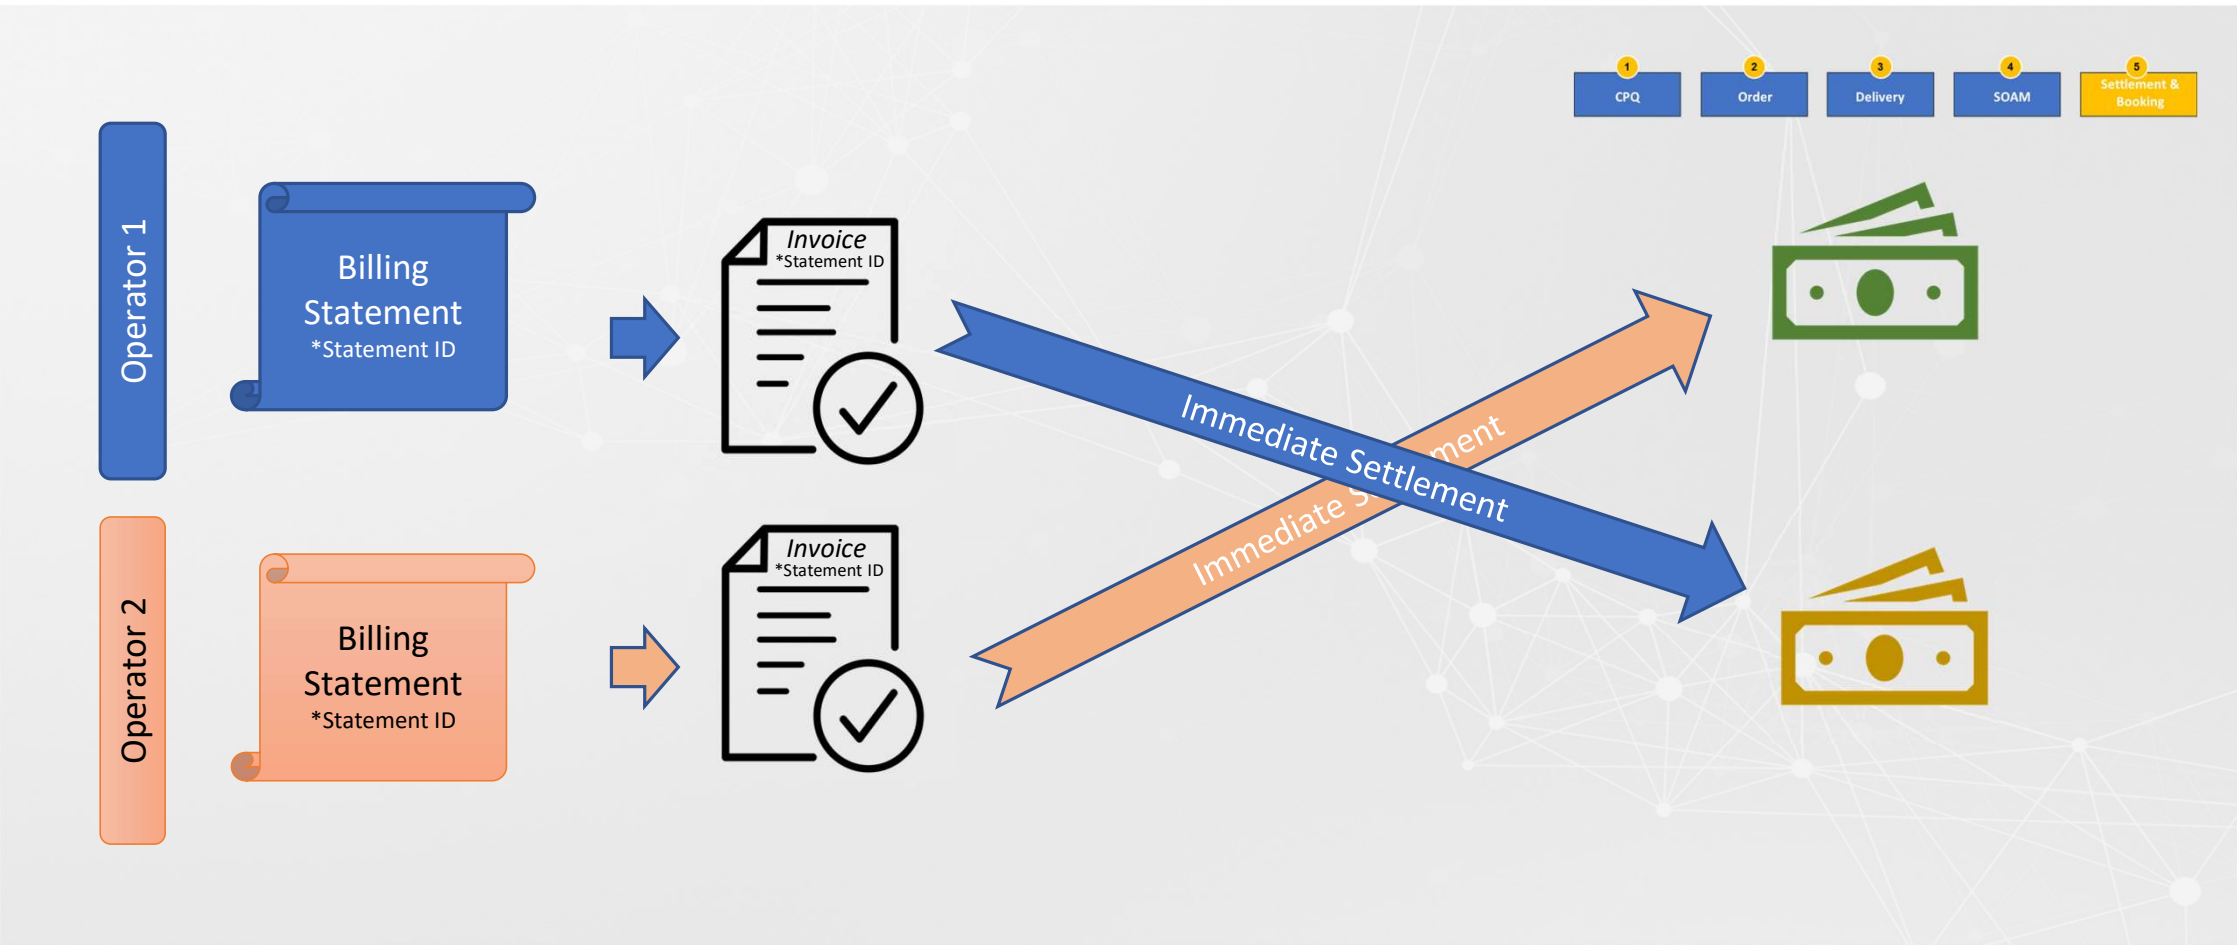 1
2
3
4
5
CPQ
Order
Delivery
SOAM
Settlement &
Booking
Operator 1
Billing
Statement
*Statement ID
Invoice
*Statement ID
Immediate Settlement
Immediate S
ment
Operator 2
Billing
Statement
*Statement ID
Invoice
*Statement ID